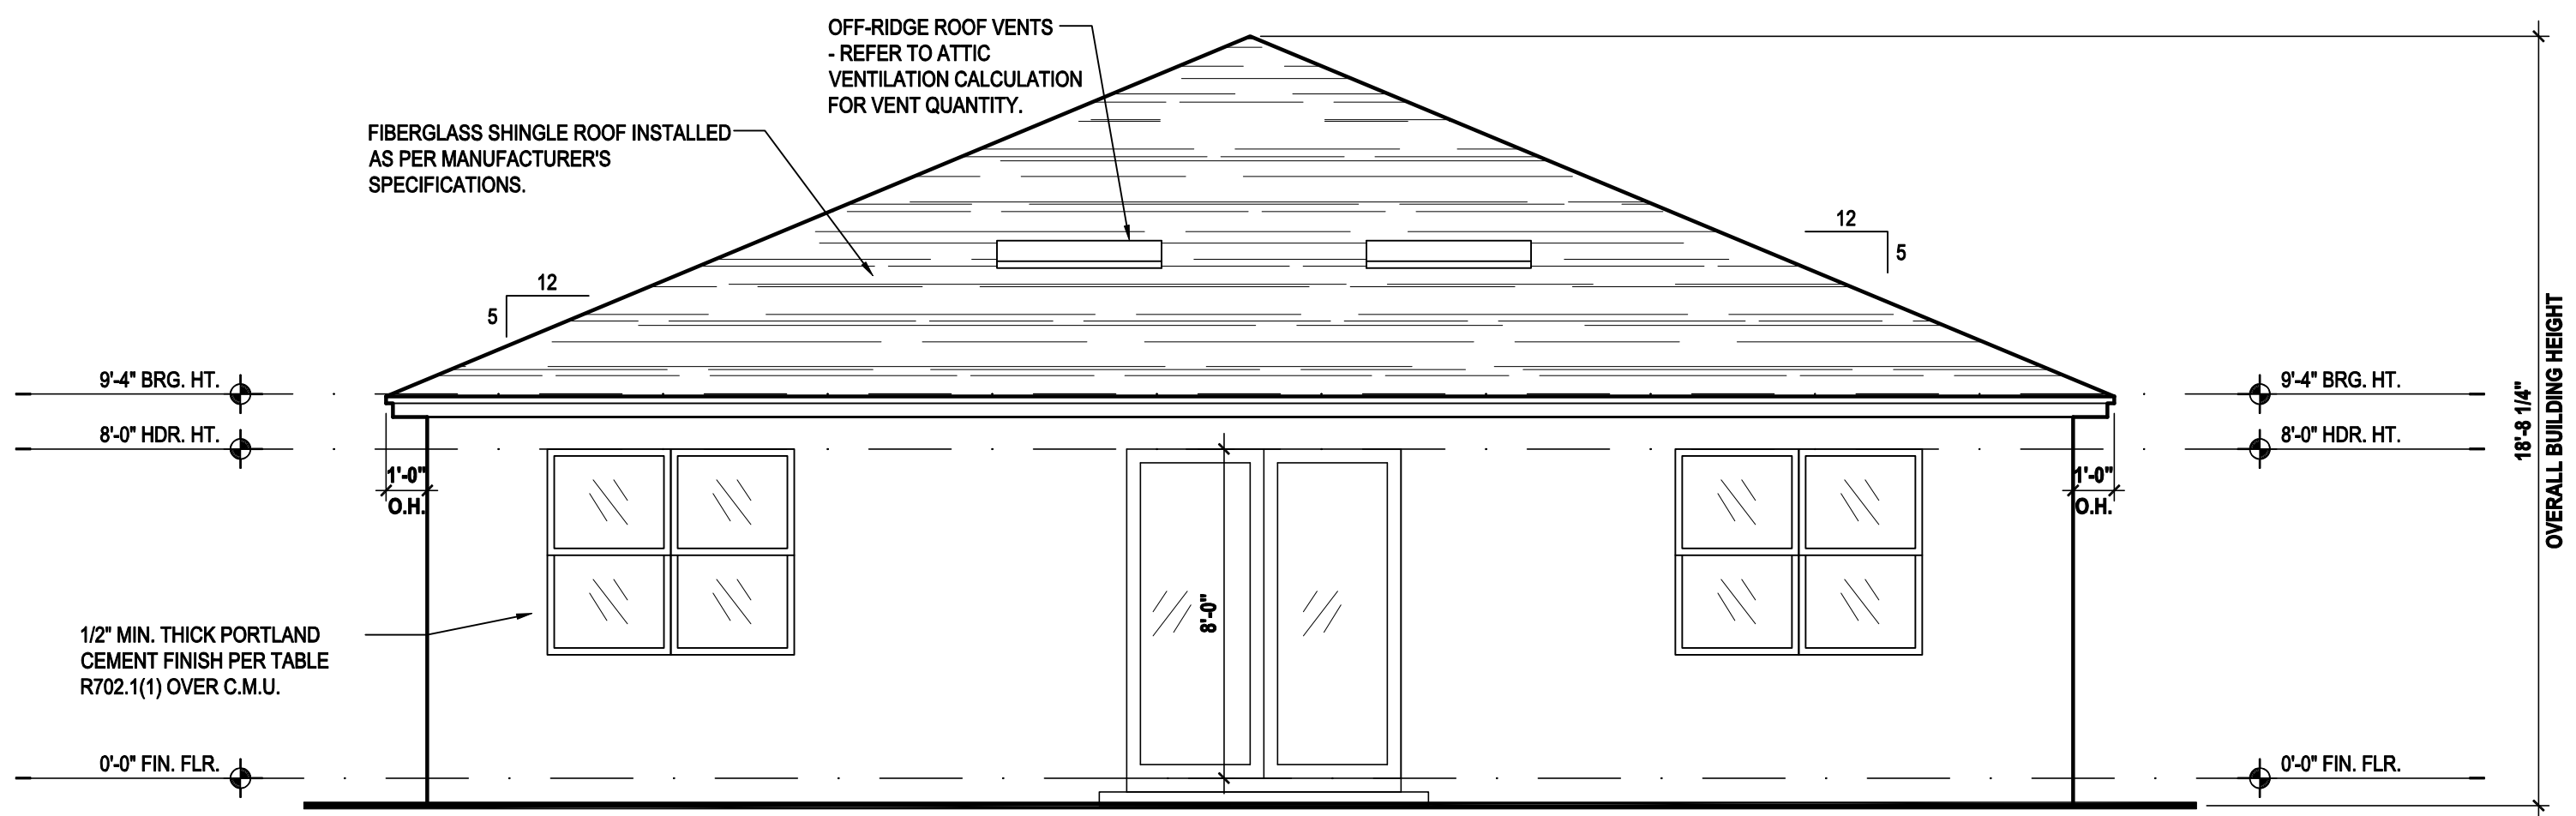 OFF-RIDGE ROOF VENTS
- REFER TO ATTIC
VENTILATION CALCULATION
FOR VENT QUANTITY.
FIBERGLASS SHINGLE ROOF INSTALLED
AS PER MANUFACTURER'S
SPECIFICATIONS.
12
5
12
5
9'-4" BRG. HT.
9'-4" BRG. HT.
8'-0" HDR. HT.
8'-0" HDR. HT.
1'-0"
O.H.
1'-0"
O.H.
18'-8 1/4"
OVERALL BUILDING HEIGHT
8'-0"
1/2" MIN. THICK PORTLAND
CEMENT FINISH PER TABLE
R702.1(1) OVER C.M.U.
0'-0" FIN. FLR.
0'-0" FIN. FLR.